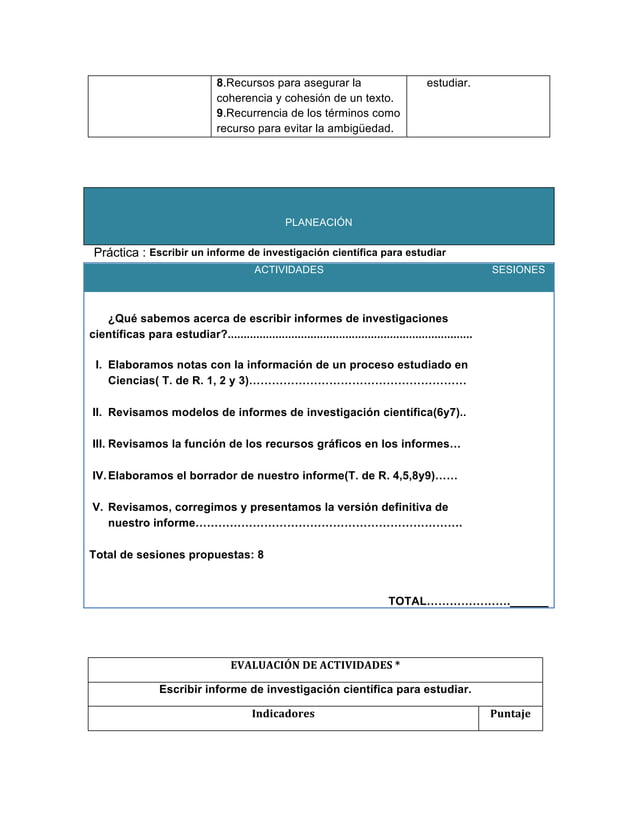 8.Recursos para asegurar la
coherencia y cohesión de un texto.
9.Recurrencia de los términos como
recurso para evitar la ambigüedad.
estudiar.
PLANEACIÓN
Práctica : Escribir un informe de investigación científica para estudiar
ACTIVIDADES SESIONES
¿Qué sabemos acerca de escribir informes de investigaciones
científicas para estudiar?.............................................................................
I. Elaboramos notas con la información de un proceso estudiado en
Ciencias( T. de R. 1, 2 y 3)…………………………………………………
II. Revisamos modelos de informes de investigación científica(6y7)..
III. Revisamos la función de los recursos gráficos en los informes…
IV. Elaboramos el borrador de nuestro informe(T. de R. 4,5,8y9)……
V. Revisamos, corregimos y presentamos la versión definitiva de
nuestro informe…………………………………………………………….
Total de sesiones propuestas: 8
TOTAL………………….______
EVALUACIÓN DE ACTIVIDADES *
Escribir informe de investigación científica para estudiar.
Indicadores Puntaje